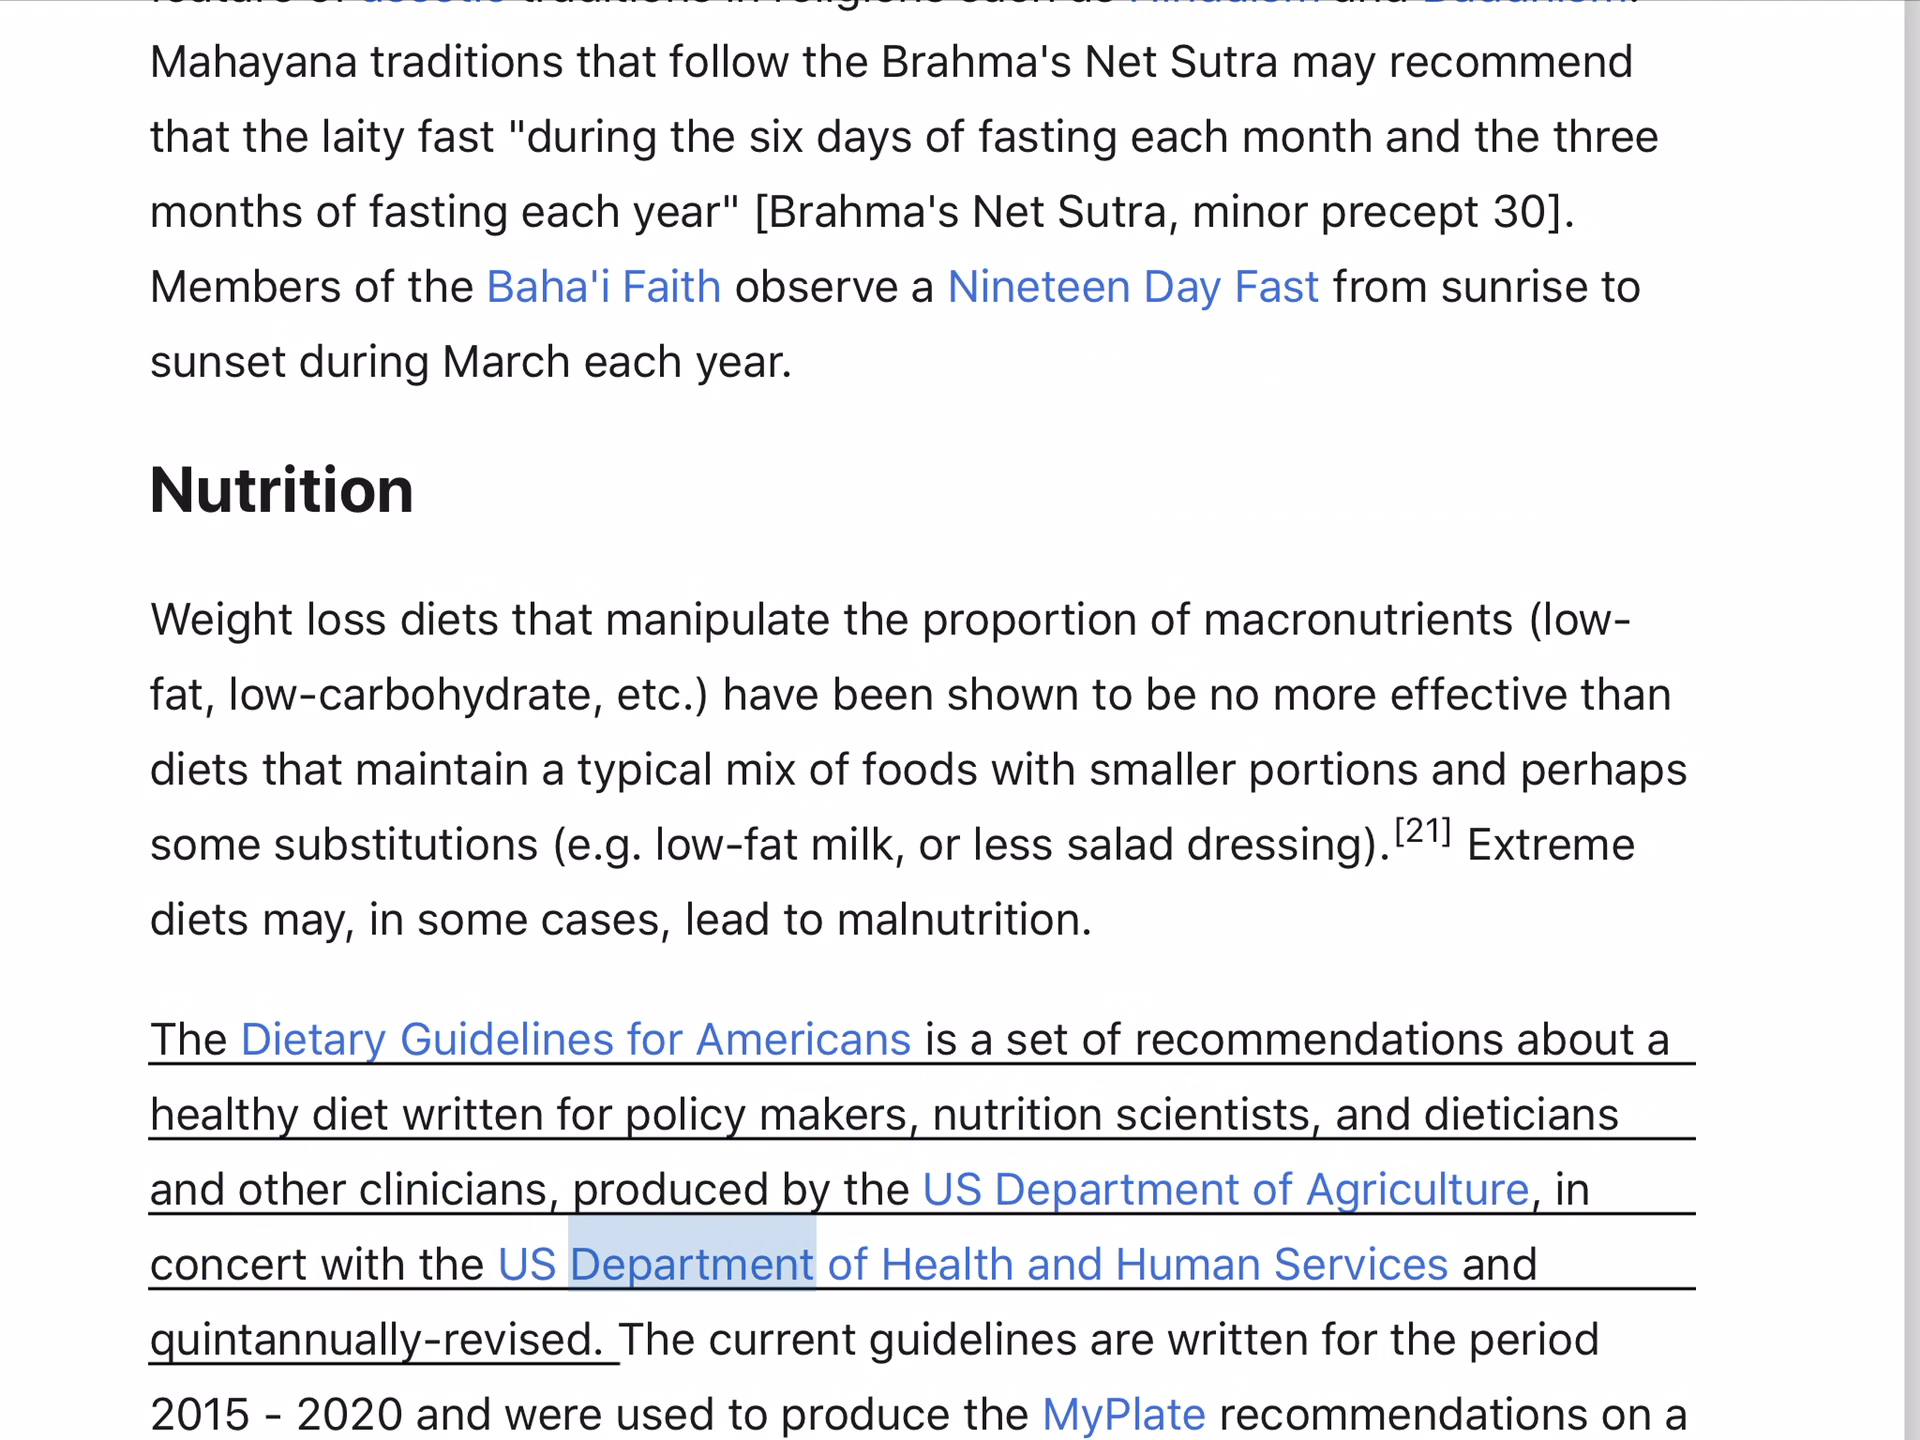 Mahayana traditions that follow the Brahma's Net Sutra may recommend
that the laity fast "during the six days of fasting each month and the three
months of fasting each year" [Brahma's Net Sutra, minor precept 30].
Members of the Baha'i Faith observe a Nineteen Day Fast from sunrise to
sunset during March each year.
Nutrition
Weight loss diets that manipulate the proportion of macronutrients (low-
fat, low-carbohydrate, etc.) have been shown to be no more effective than
diets that maintain a typical mix of foods with smaller portions and perhaps
some substitutions (e.g. low-fat milk, or less salad dressing).[21] Extreme
diets may, in some cases, lead to malnutrition.
The Dietary Guidelines for Americans is a set of recommendations about a
healthy diet written for policy makers, nutrition scientists, and dieticians
and other clinicians, produced by the US Department of Agriculture, in
concert with the US Department of Health and Human Services and
quintannually-revised. The current guidelines are written for the period
2015 - 2020 and were used to produce the MyPlate recommendations on a